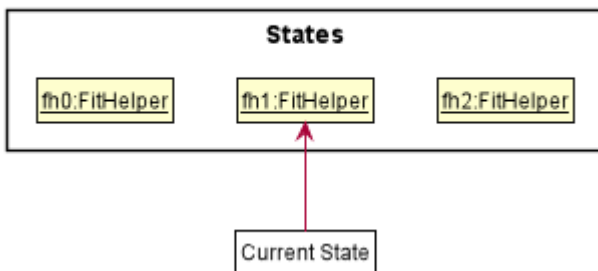 States
fh0:FitHelper
fh1:FitHelper
fh2:FitHelper
Current State